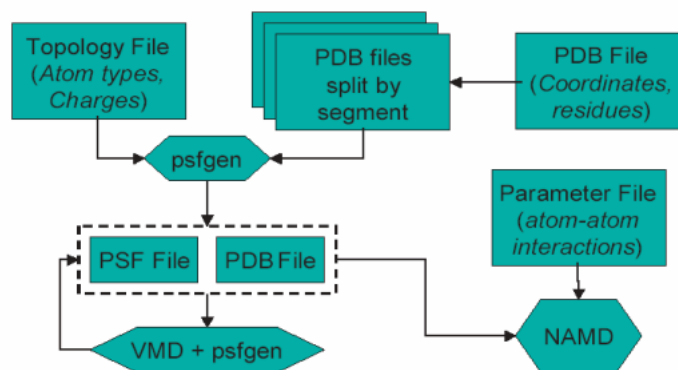 Topology File
(Atom types,
Charges)
PDB files
split by
segment
PDB File
(Coordinates,
residues)
psfgen
Parameter File
(atom-atom
interactions)
PSF File
PDB File
VMD + psfgen
NAMD